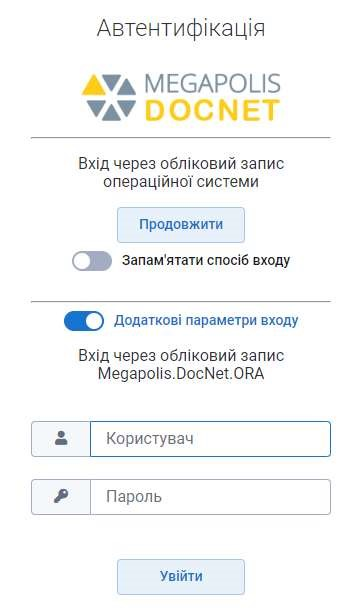 Автентифікація
MEGAPOLIS
DOCNET
Вхід через обліковий запис
операційної системи
Продовжити
Запам'ятати спосіб входу
Додаткові параметри входу
Вхід через обліковий запис
Megapolis.DocNet.ORA
Користувач
Пароль
Увійти